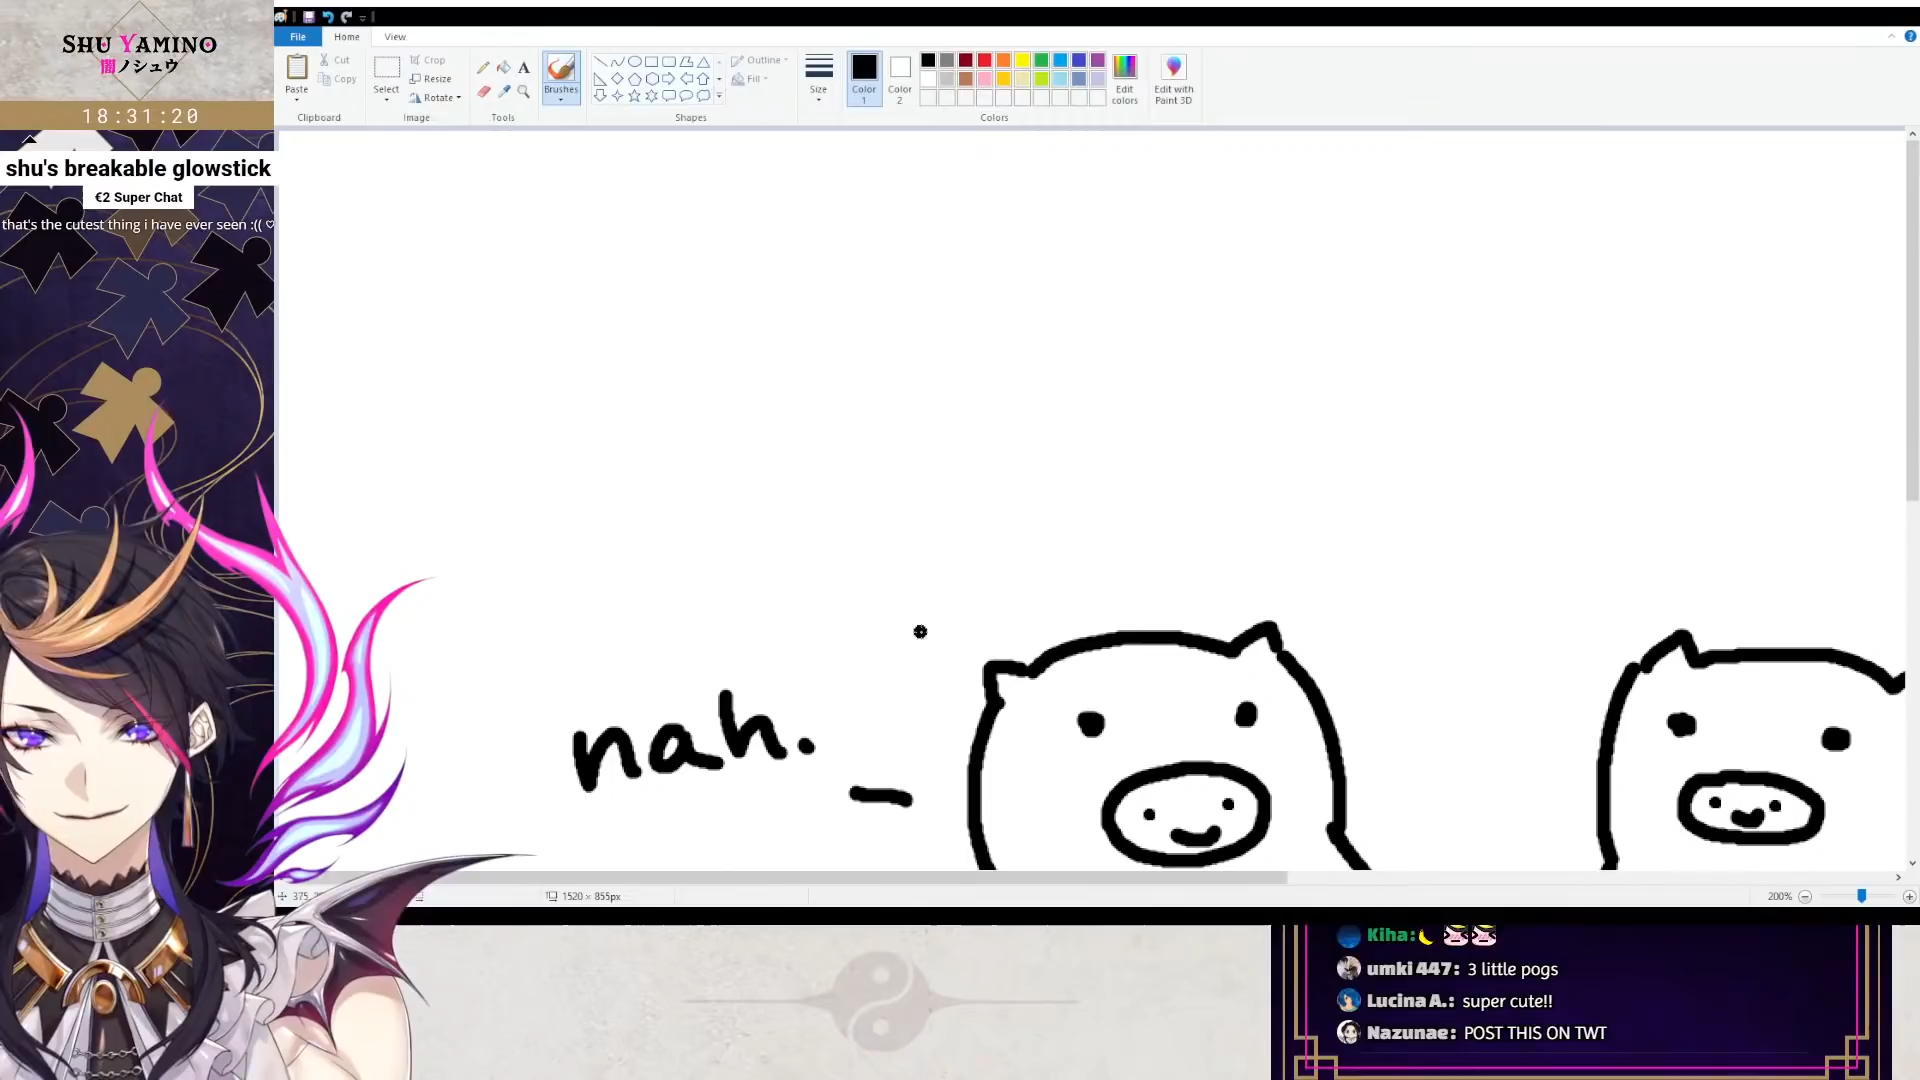 SHU YAMINO
闇ノシュウ
18:31:20
shu's breakable glowstick
€2 Super Chat
that's the cutest thing i have ever seen :(( ♡
File Home View
Paste
Cut
Copy
Clipboard
Select
Crop
Resize
Rotate
Image
A
Tools
Brushes
Outline
Fill
Shapes
Size
Color 1
Color 2
Edit colors
Edit with Paint 3D
Colors
nah.
1520 × 855px
200%
Kiha:
umki 447: 3 little pogs
Lucina A.: super cute!!
Nazunae: POST THIS ON TWT